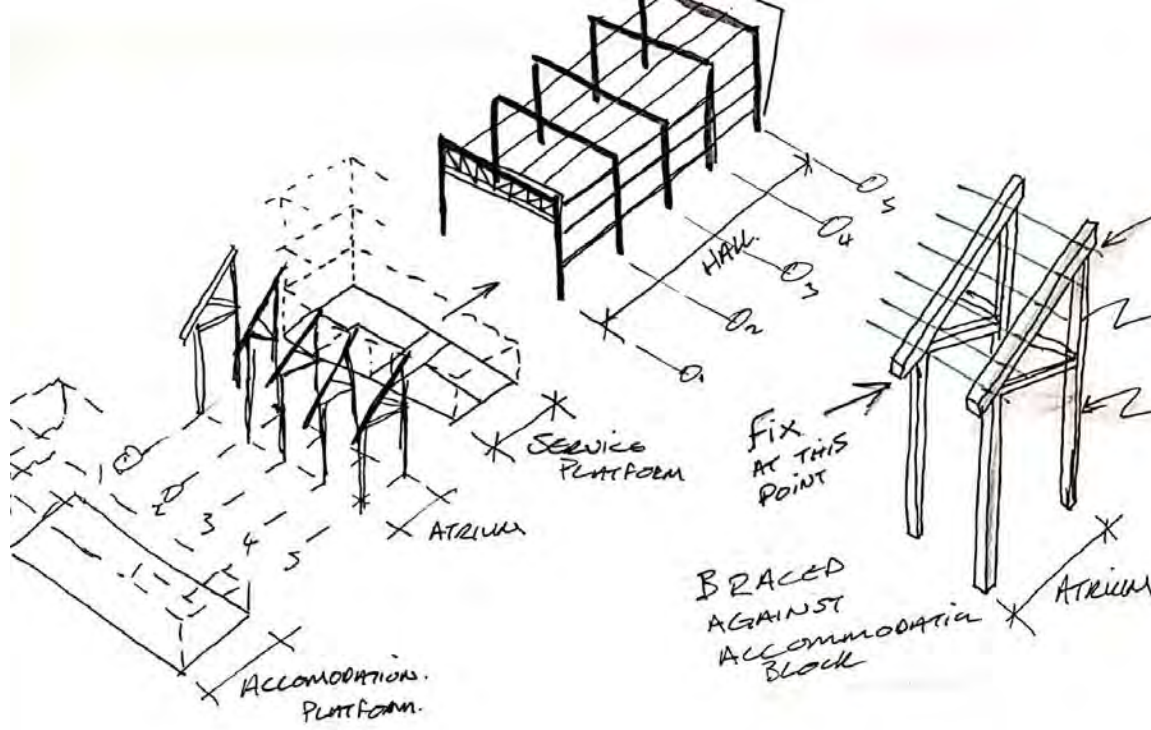 HALL.
5
4
3
2
1
SERVICE
PLATFORM
ATRIUM
1
2
3
4
5
ACCOMODATION.
PLATFORM.
FIX
AT THIS
POINT
BRACED
AGAINST
ACCOMMODATION
BLOCK
ATRIUM